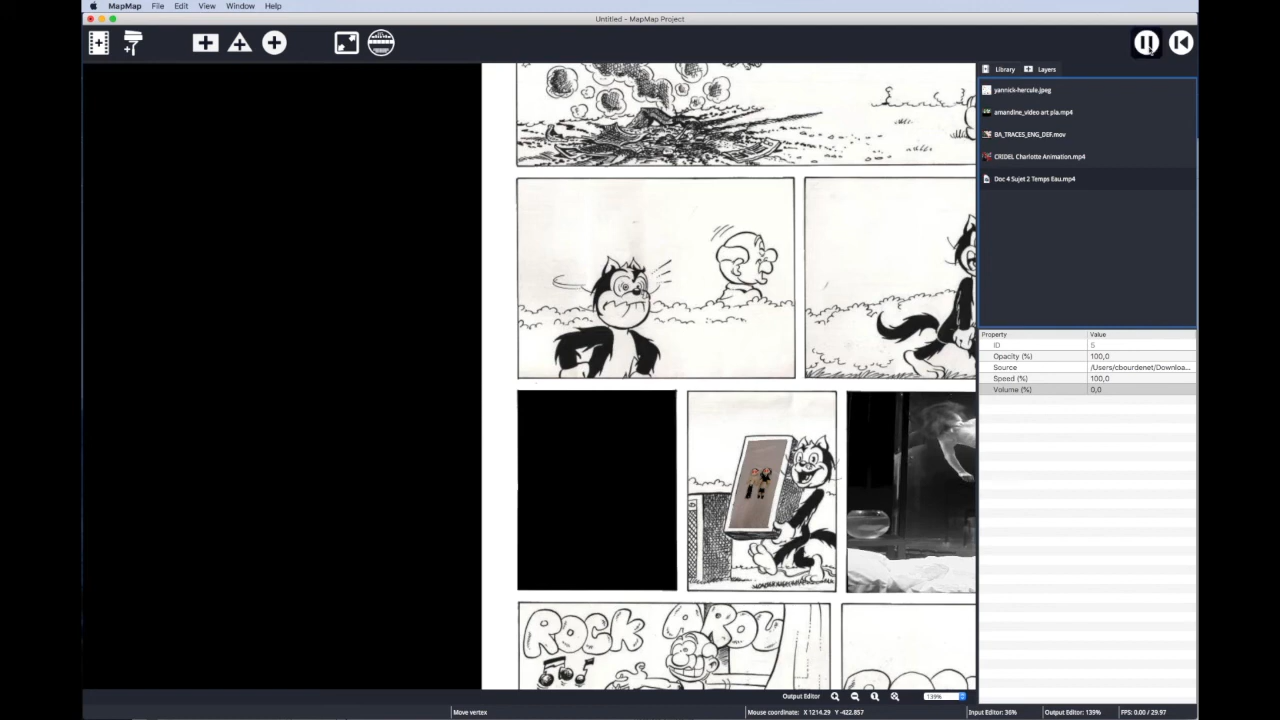 MapMap File Edit View Window Help
Untitled - MapMap Project
Library Layers
yannick-hercule.jpeg
amandine_video art pla.mp4
BA_TRACES_ENG_DEF.mov
CRIDEL Charlotte Animation.mp4
Doc 4 Sujet 2 Temps Eau.mp4
Property Value
ID 5
Opacity (%) 100,0
Source /Users/cbourdenet/Downloa...
Speed (%) 100,0
Volume (%) 0,0
ROCK AROU
Output Editor 139%
Move vertex Mouse coordinate: X 1214.29 Y -422.857 Input Editor: 36% Output Editor: 139% FPS: 0.00 / 29.97